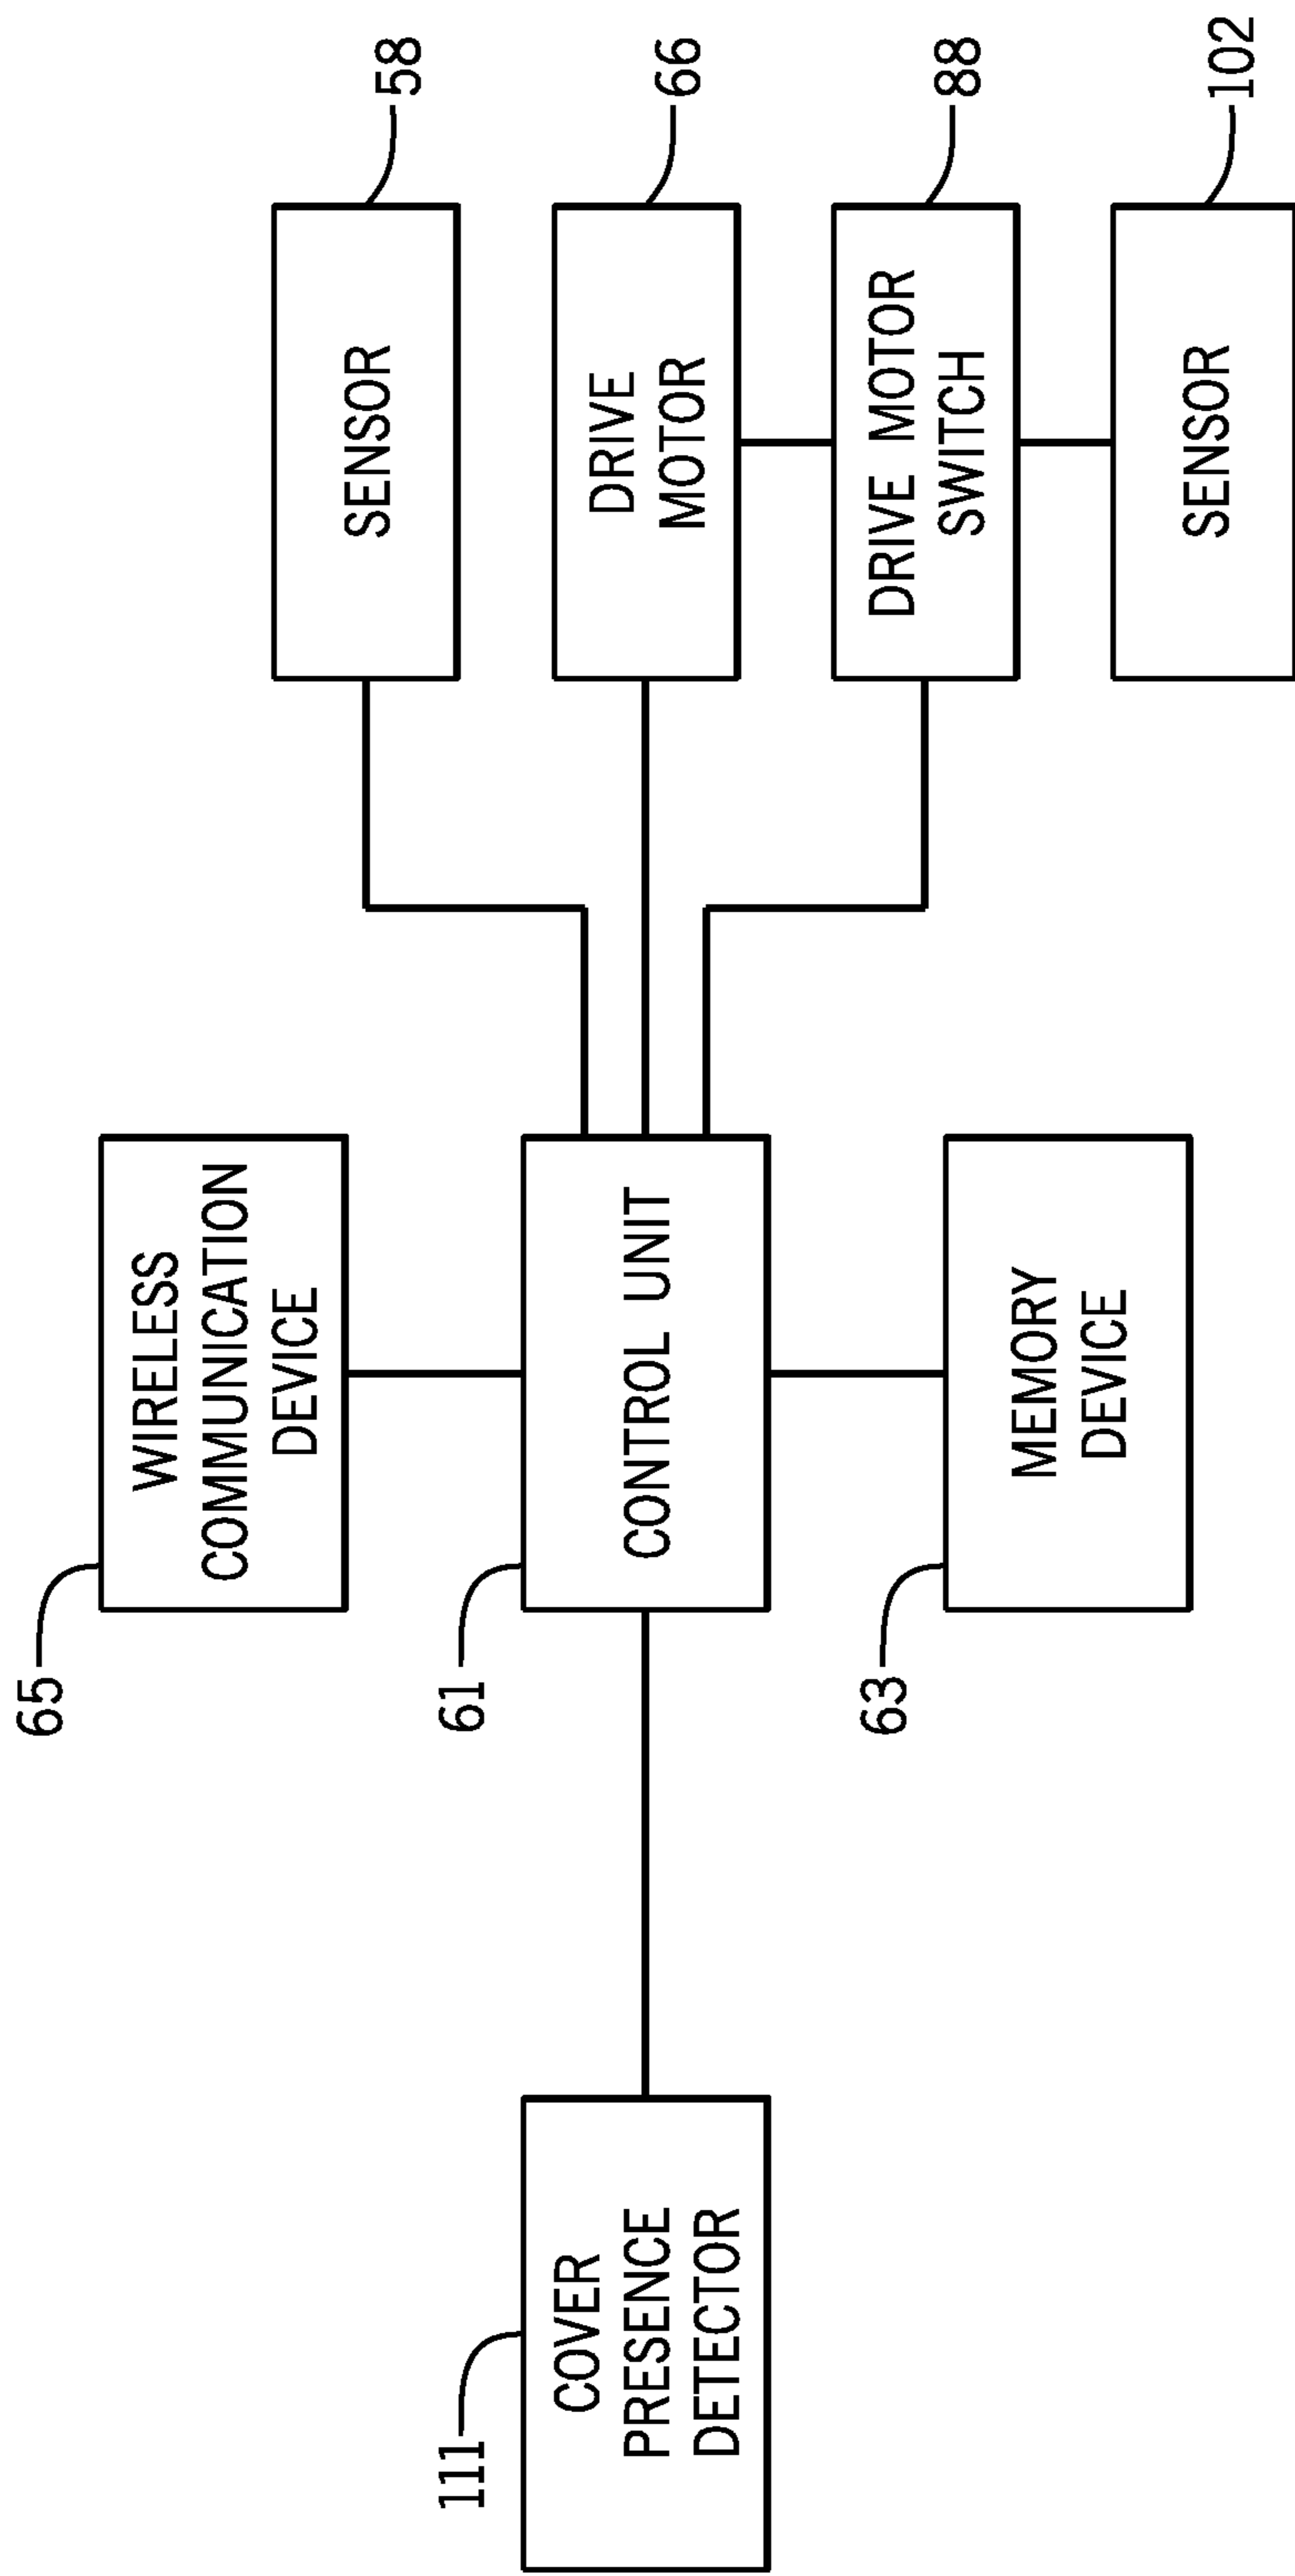 65
WIRELESS
COMMUNICATION
DEVICE
58
SENSOR
111
COVER
PRESENCE
DETECTOR
61
CONTROL UNIT
66
DRIVE
MOTOR
88
DRIVE MOTOR
SWITCH
63
MEMORY
DEVICE
102
SENSOR